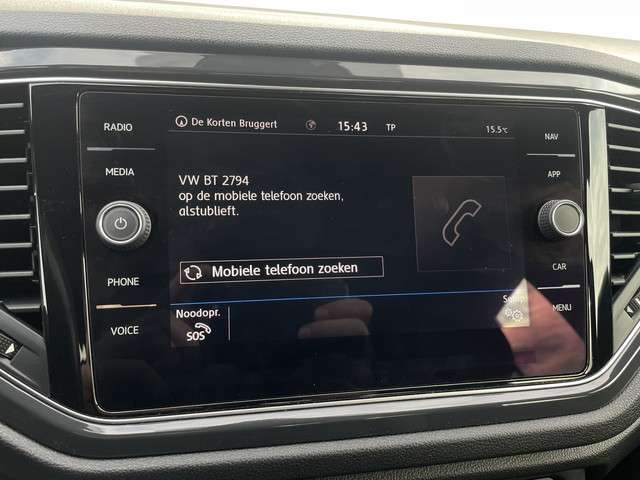 RADIO
De Korten Bruggert 15:43 TP 15.5°C
NAV
MEDIA
APP
VW BT 2794
op de mobiele telefoon zoeken,
alstublieft.
Mobiele telefoon zoeken
PHONE
CAR
VOICE
MENU
Noodopr.
SOS